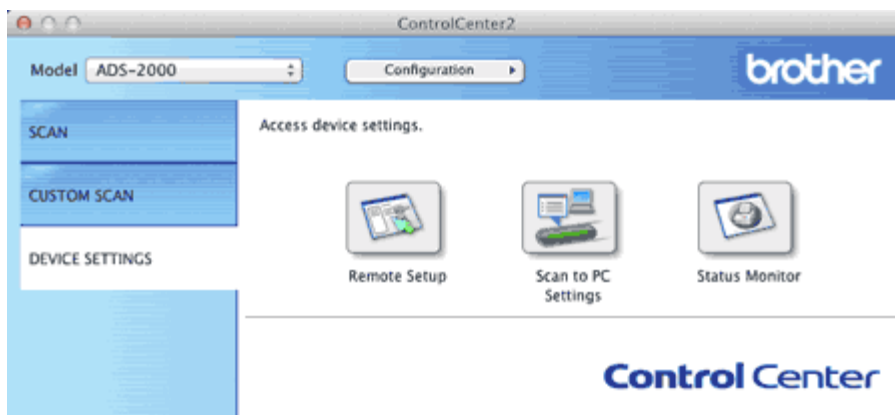 ControlCenter2
Model ADS-2000 Configuration
brother
SCAN
CUSTOM SCAN
DEVICE SETTINGS
Access device settings.
Remote Setup
Scan to PC
Settings
Status Monitor
Control Center